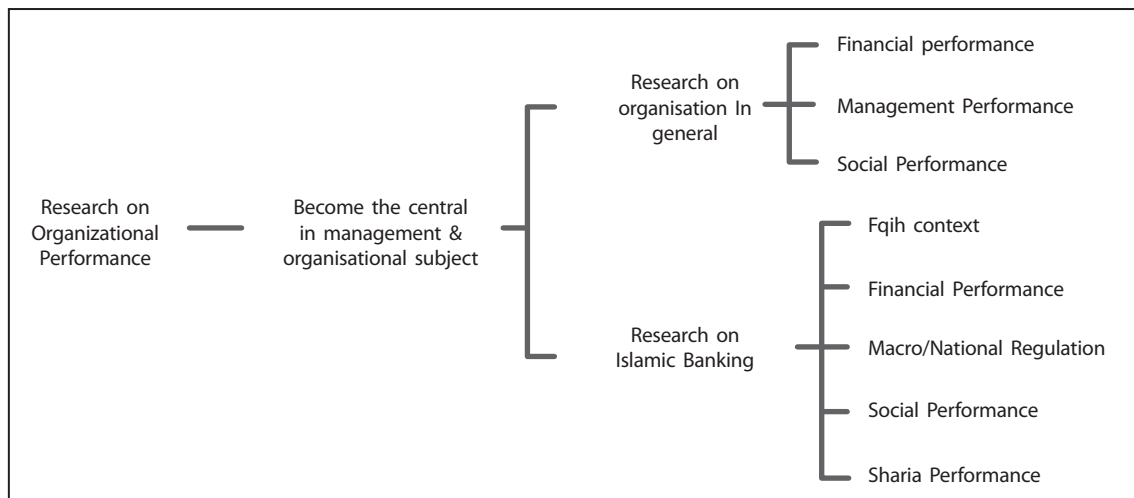 Research on
Organizational
Performance
Become the central
in management &
organisational subject
Research on
organisation In
general
Financial performance
Management Performance
Social Performance
Research on
Islamic Banking
Fqih context
Financial Performance
Macro/National Regulation
Social Performance
Sharia Performance